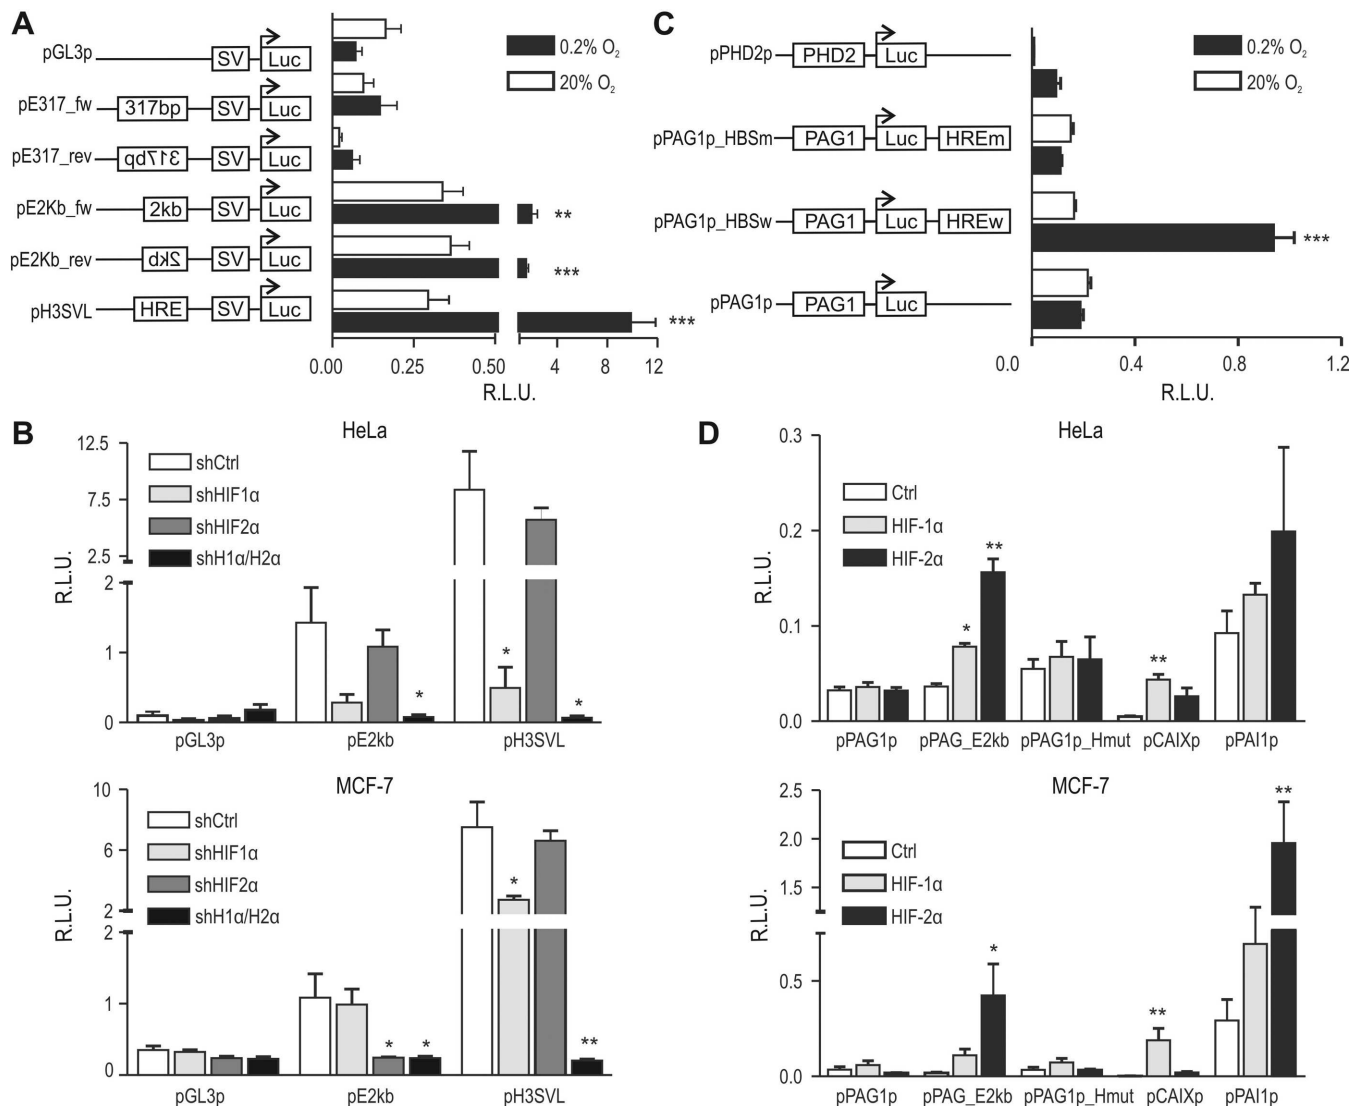 A
pGL3p SV Luc
pE317_fw 317bp SV Luc
pE317_rev 317bp SV Luc
pE2Kb_fw 2kb SV Luc
pE2Kb_rev 2kb SV Luc
pH3SVL HRE SV Luc
0.2% O2
20% O2
**
***
***
0.00 0.25 0.50 4 8 12
R.L.U.
C
pPHD2p PHD2 Luc
pPAG1p_HBSm PAG1 Luc HREm
pPAG1p_HBSw PAG1 Luc HREw
pPAG1p PAG1 Luc
0.2% O2
20% O2
***
0.0 0.4 0.8 1.2
R.L.U.
B
HeLa
R.L.U.
12.5
7.5
2.5
2
1
0
shCtrl
shHIF1α
shHIF2α
shH1α/H2α
* * *
pGL3p pE2kb pH3SVL
MCF-7
R.L.U.
10
6
2
2
1
0
shCtrl
shHIF1α
shHIF2α
shH1α/H2α
* * * **
pGL3p pE2kb pH3SVL
D
HeLa
R.L.U.
0.3
0.2
0.1
0.0
Ctrl
HIF-1α
HIF-2α
* ** **
pPAG1p pPAG_E2kb pPAG1p_Hmut pCAIXp pPAI1p
MCF-7
R.L.U.
2.5
2.0
1.5
0.5
0.0
Ctrl
HIF-1α
HIF-2α
* ** **
pPAG1p pPAG_E2kb pPAG1p_Hmut pCAIXp pPAI1p